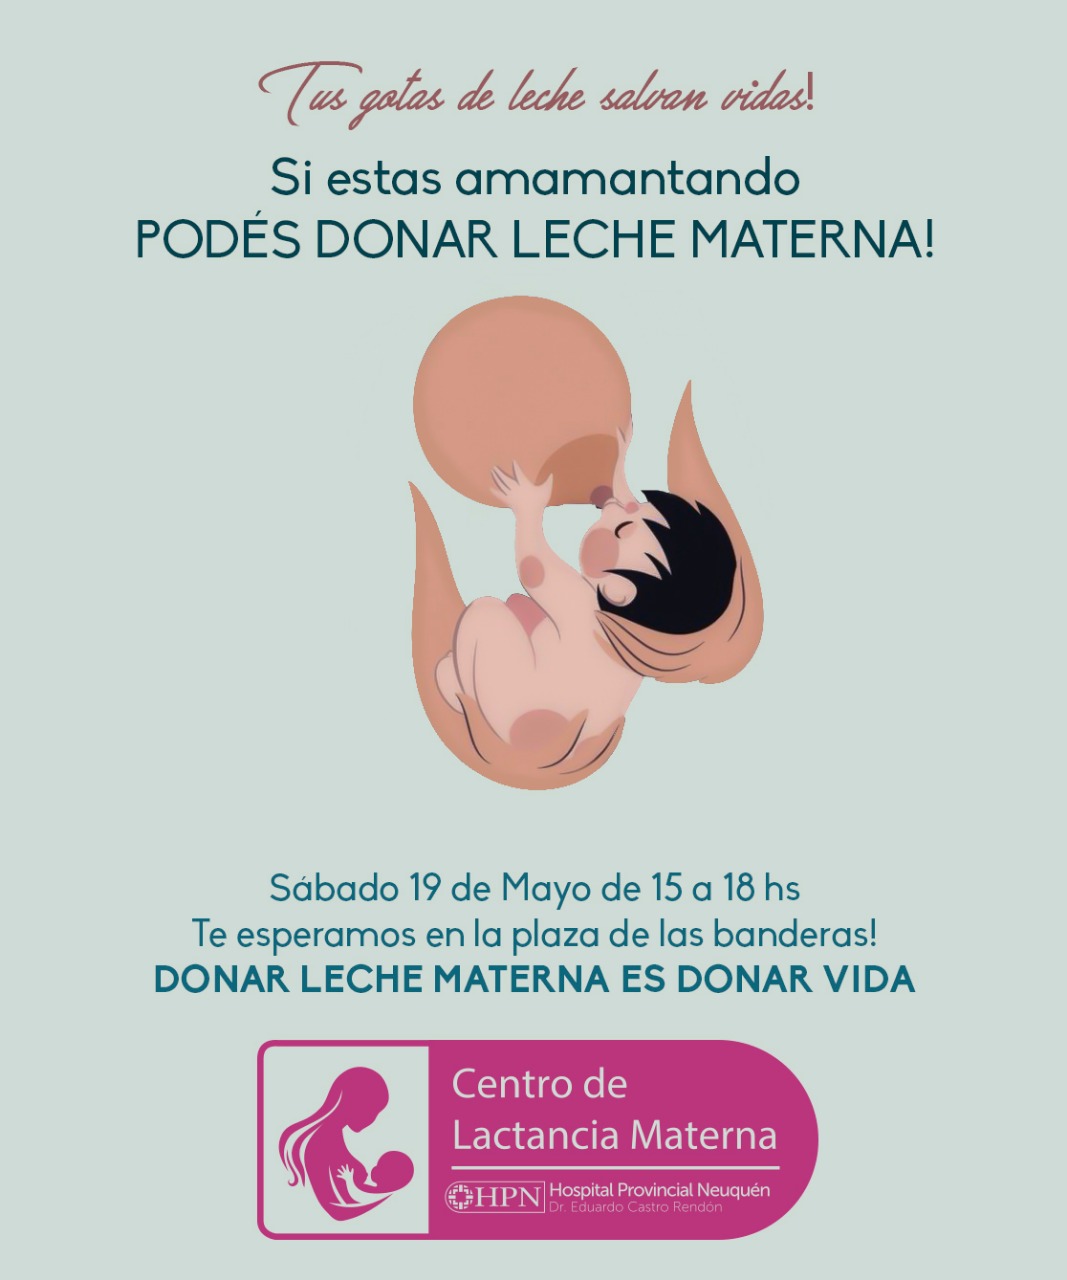 Tus gotas de leche salvan vidas!
Si estas amamantando
PODÉS DONAR LECHE MATERNA!
Sábado 19 de Mayo de 15 a 18 hs
Te esperamos en la plaza de las banderas!
DONAR LECHE MATERNA ES DONAR VIDA
Centro de
Lactancia Materna
HPN Hospital Provincial Neuquén
Dr. Eduardo Castro Rendón